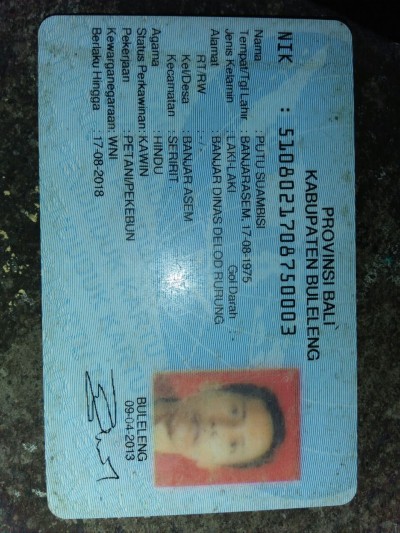 PROVINSI BALI
KABUPATEN BULELENG
NIK : 5108021708750003
Nama : PUTU SUAMBISI
Tempat/Tgl Lahir : BANJARASEM, 17-08-1975
Jenis Kelamin : LAKI-LAKI Gol Darah : -
Alamat : BANJAR DINAS DELOD RURUNG
RT/RW : - / -
Kel/Desa : BANJAR ASEM
Kecamatan : SERIRIT
Agama : HINDU
Status Perkawinan: KAWIN
Pekerjaan : PETANI/PEKEBUN
Kewarganegaraan: WNI
Berlaku Hingga : 17-08-2018
BULELENG
09-04-2013